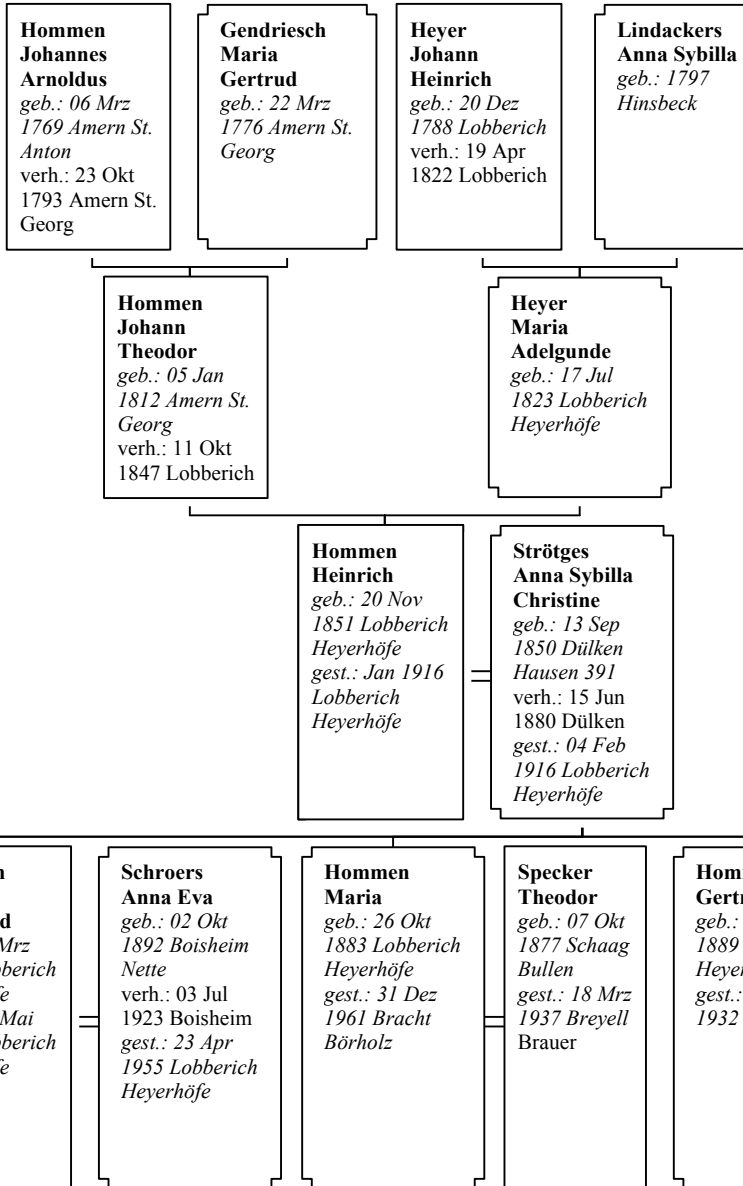 Hommen
Johannes
Arnoldus
geb.: 06 Mrz
1769 Amern St.
Anton
verh.: 23 Okt
1793 Amern St.
Georg
Gendriesch
Maria
Gertrud
geb.: 22 Mrz
1776 Amern St.
Georg
Heyer
Johann
Heinrich
geb.: 20 Dez
1788 Lobberich
verh.: 19 Apr
1822 Lobberich
Lindackers
Anna Sybilla
geb.: 1797
Hinsbeck
Hommen
Johann
Theodor
geb.: 05 Jan
1812 Amern St.
Georg
verh.: 11 Okt
1847 Lobberich
Heyer
Maria
Adelgunde
geb.: 17 Jul
1823 Lobberich
Heyerhöfe
Hommen
Heinrich
geb.: 20 Nov
1851 Lobberich
Heyerhöfe
gest.: Jan 1916
Lobberich
Heyerhöfe
Strötges
Anna Sybilla
Christine
geb.: 13 Sep
1850 Dülken
Hausen 391
verh.: 15 Jun
1880 Dülken
gest.: 04 Feb
1916 Lobberich
Heyerhöfe
Mrz
Mai
Schroers
Anna Eva
geb.: 02 Okt
1892 Boisheim
Nette
verh.: 03 Jul
1923 Boisheim
gest.: 23 Apr
1955 Lobberich
Heyerhöfe
Hommen
Maria
geb.: 26 Okt
1883 Lobberich
Heyerhöfe
gest.: 31 Dez
1961 Bracht
Börholz
Specker
Theodor
geb.: 07 Okt
1877 Schaag
Bullen
gest.: 18 Mrz
1937 Breyell
Brauer
geb.:
1889
gest.:
1932